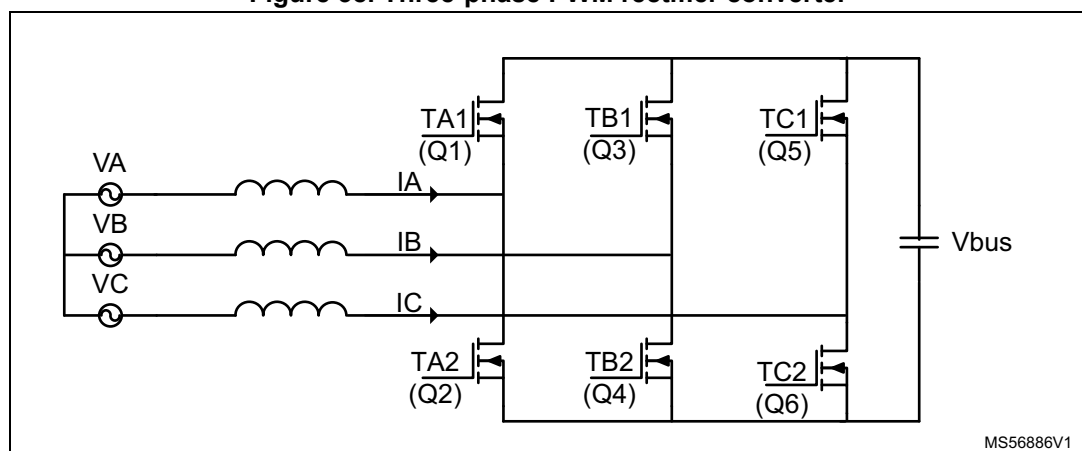 Figure Three-phase PWM rectifier converter
TA1
(Q1)
TB1
(Q3)
TC1
(Q5)
VA
IA
VB
IB
Vbus
VC
IC
TA2
(Q2)
TB2
(Q4)
TC2
(Q6)
MS56886V1